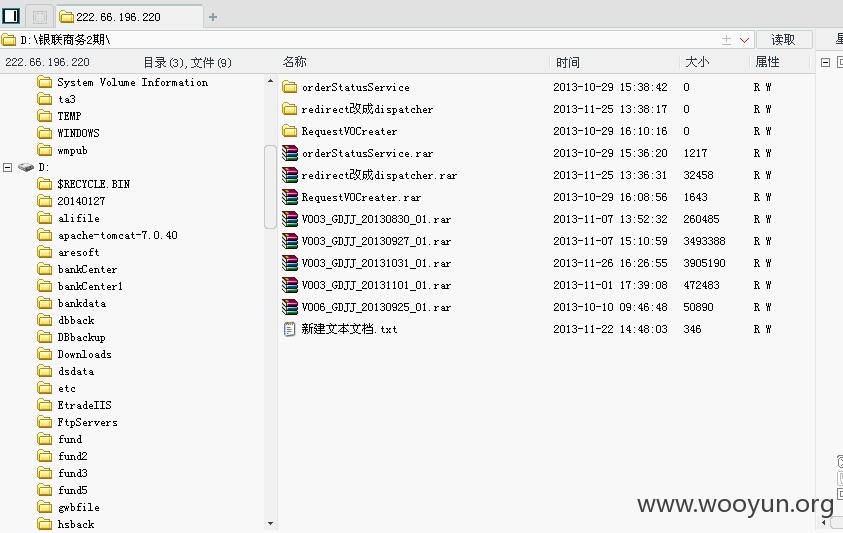 222.66.196.220
D:\银联商务2期\
读取
222.66.196.220 目录(3),文件(9)
名称 时间 大小 属性
System Volume Information
ta3
TEMP
WINDOWS
wmpub
D:
$RECYCLE.BIN
20140127
alifile
apache-tomcat-7.0.40
aresoft
bankCenter
bankCenter1
bankdata
dbback
DBbackup
Downloads
dsdata
etc
EtradeIIS
FtpServers
fund
fund2
fund3
fund5
gwbfile
hsback
orderStatusService 2013-10-29 15:38:42 0 R W
redirect改成dispatcher 2013-11-25 13:38:17 0 R W
RequestVOCreater 2013-10-29 16:10:16 0 R W
orderStatusService.rar 2013-10-29 15:36:20 1217 R W
redirect改成dispatcher.rar 2013-11-25 13:36:31 32458 R W
RequestVOCreater.rar 2013-10-29 16:08:56 1643 R W
V003_GDJJ_20130830_01.rar 2013-11-07 13:52:32 260485 R W
V003_GDJJ_20130927_01.rar 2013-11-07 15:10:59 3493388 R W
V003_GDJJ_20131031_01.rar 2013-11-26 16:26:55 3905190 R W
V003_GDJJ_20131101_01.rar 2013-11-01 17:39:08 472483 R W
V006_GDJJ_20130925_01.rar 2013-10-10 09:46:48 50890 R W
新建文本文档.txt 2013-11-22 14:48:03 346 R W
www.wooyun.org